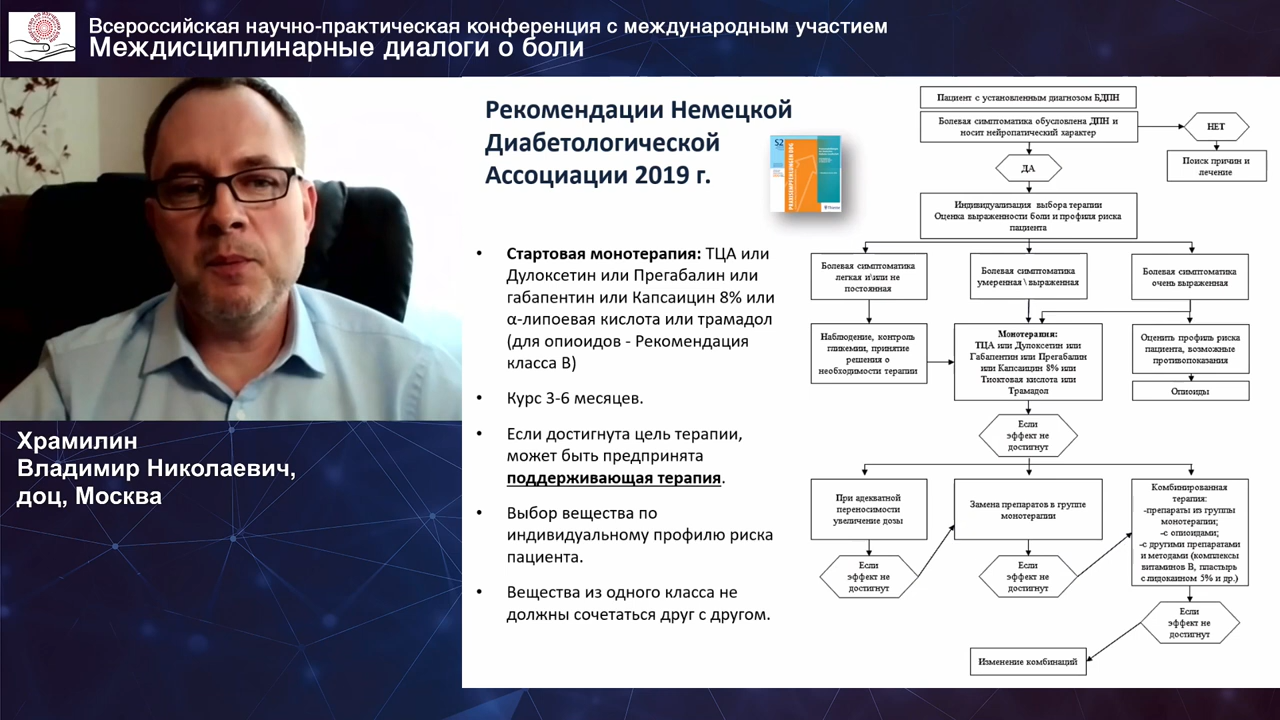 Всероссийская научно-практическая конференция с международным участием
Междисциплинарные диалоги о боли
Храмилин
Владимир Николаевич,
доц, Москва
Рекомендации Немецкой
Диабетологической
Ассоциации 2019 г.
S2
• Стартовая монотерапия: ТЦА или
Дулоксетин или Прегабалин или
габапентин или Капсаицин 8% или
α-липоевая кислота или трамадол
(для опиоидов - Рекомендация
класса В)
• Курс 3-6 месяцев.
• Если достигнута цель терапии,
может быть предпринята
поддерживающая терапия.
• Выбор вещества по
индивидуальному профилю риска
пациента.
• Вещества из одного класса не
должны сочетаться друг с другом.
Пациент с установленным диагнозом БДПН
Болевая симптоматика обусловлена ДПН и
носит нейропатический характер
НЕТ
Поиск причин и
лечение
ДА
Индивидуализация выбора терапии
Оценка выраженности боли и профиля риска
пациента
Болевая симптоматика
легкая и\или не
постоянная
Болевая симптоматика
умеренная \ выраженная
Болевая симптоматика
очень выраженная
Наблюдение, контроль
гликемии, принятие
решения о
необходимости терапии
Монотерапия:
ТЦА или Дулоксетин или
Габапентин или Прегабалин
или Капсаицин 8% или
Тиоктовая кислота или
Трамадол
Оценить профиль риска
пациента, возможные
противопоказания
Опиоиды
Если
эффект не
достигнут
При адекватной
переносимости
увеличение дозы
Замена препаратов в группе
монотерапии
Комбинированная
терапия:
-препараты из группы
монотерапии;
-с опиоидами;
-с другими препаратами
и методами (комплексы
витаминов В, пластырь
с лидокаином 5% и др.)
Если
эффект не
достигнут
Если
эффект не
достигнут
Если
эффект не
достигнут
Изменение комбинаций